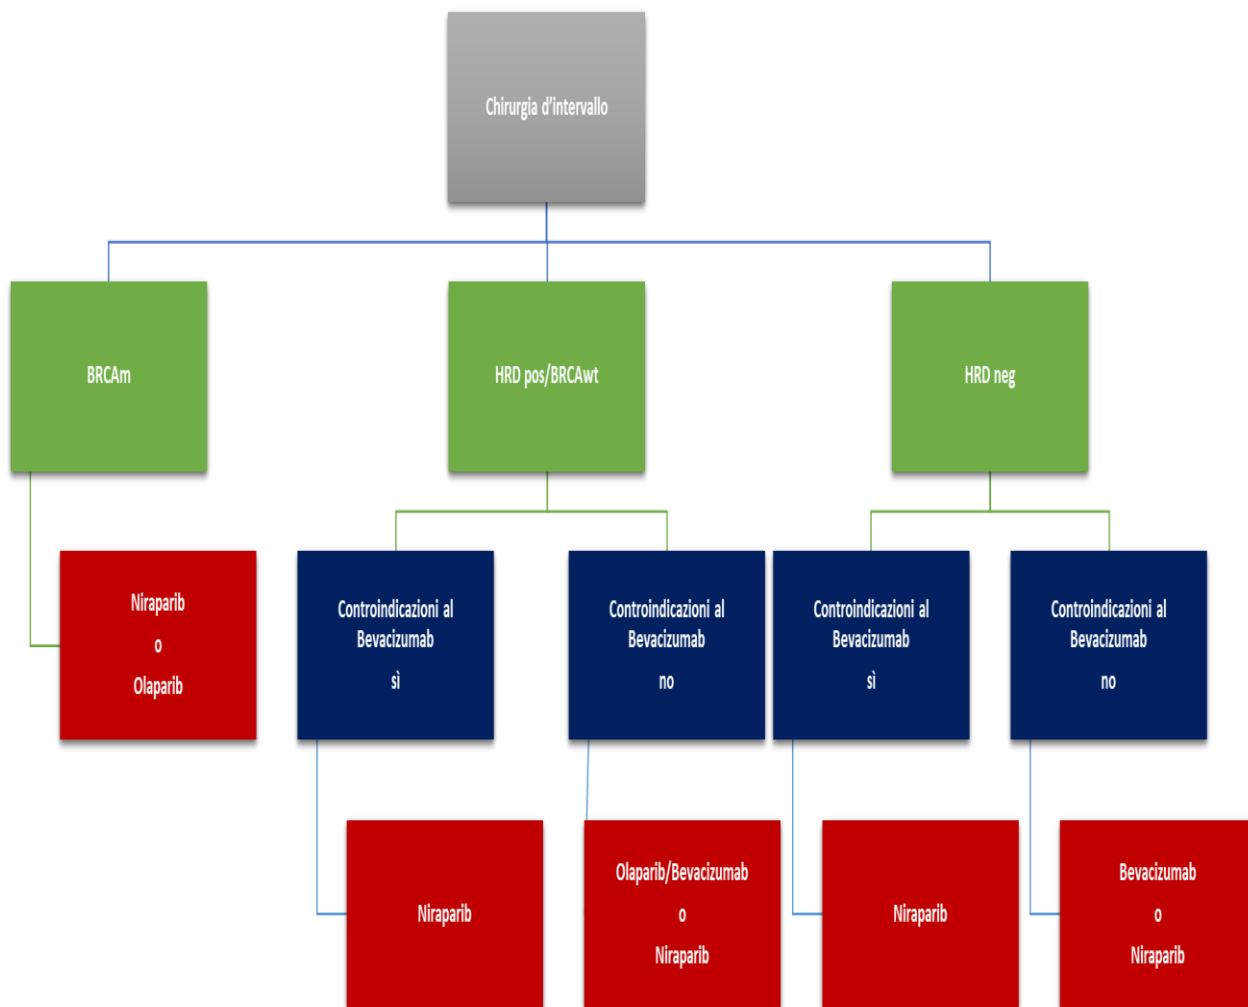 Chirurgia d'intervallo
BRCAm
HRD pos/BRCAwt
HRD neg
Niraparib
o
Olaparib
Controindicazioni al
Bevacizumab
sì
Controindicazioni al
Bevacizumab
no
Controindicazioni al
Bevacizumab
sì
Controindicazioni al
Bevacizumab
no
Niraparib
Olaparib/Bevacizumab
o
Niraparib
Niraparib
Bevacizumab
o
Niraparib